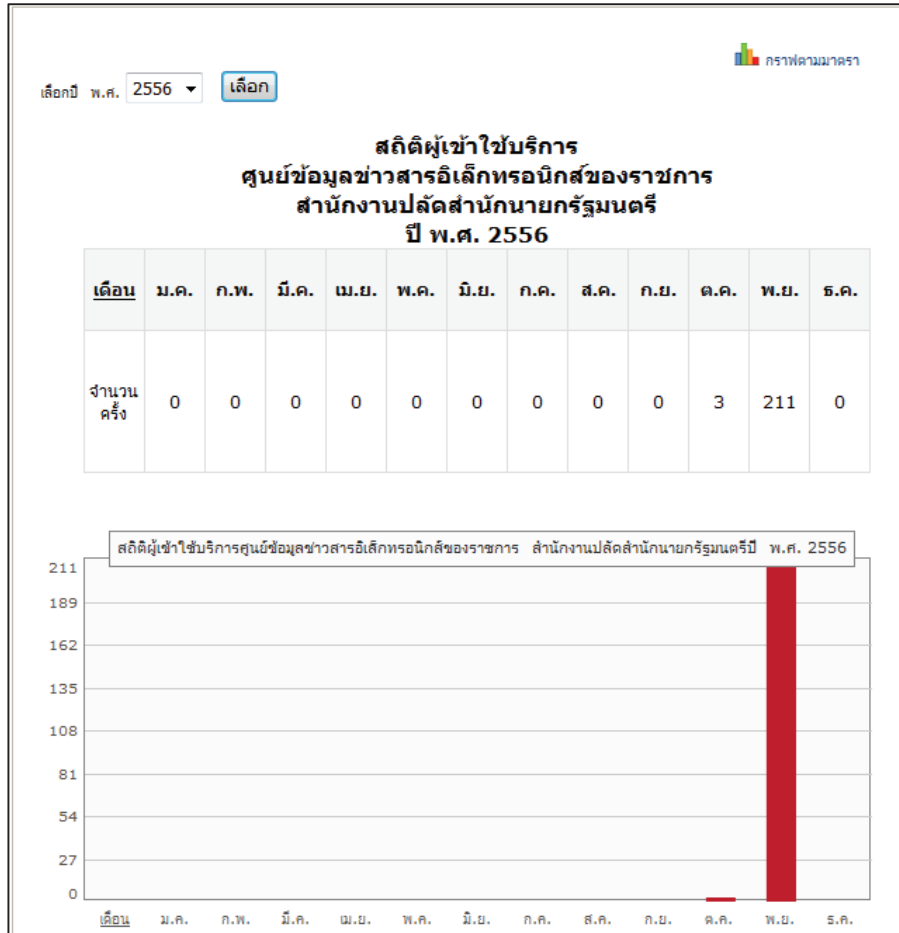 กราฟตามมาตรา
เลือกปี พ.ศ. 2556 เลือก
สถิติผู้เข้าใช้บริการ
ศูนย์ข้อมูลข่าวสารอิเล็กทรอนิกส์ของราชการ
สำนักงานปลัดสำนักนายกรัฐมนตรี
ปี พ.ศ. 2556
เดือน ม.ค. ก.พ. มี.ค. เม.ย. พ.ค. มิ.ย. ก.ค. ส.ค. ก.ย. ต.ค. พ.ย. ธ.ค.
จำนวน
ครั้ง 0 0 0 0 0 0 0 0 0 3 211 0
สถิติผู้เข้าใช้บริการศูนย์ข้อมูลข่าวสารอิเล็กทรอนิกส์ของราชการ สำนักงานปลัดสำนักนายกรัฐมนตรีปี พ.ศ. 2556
211
189
162
135
108
81
54
27
0
เดือน ม.ค. ก.พ. มี.ค. เม.ย. พ.ค. มิ.ย. ก.ค. ส.ค. ก.ย. ต.ค. พ.ย. ธ.ค.